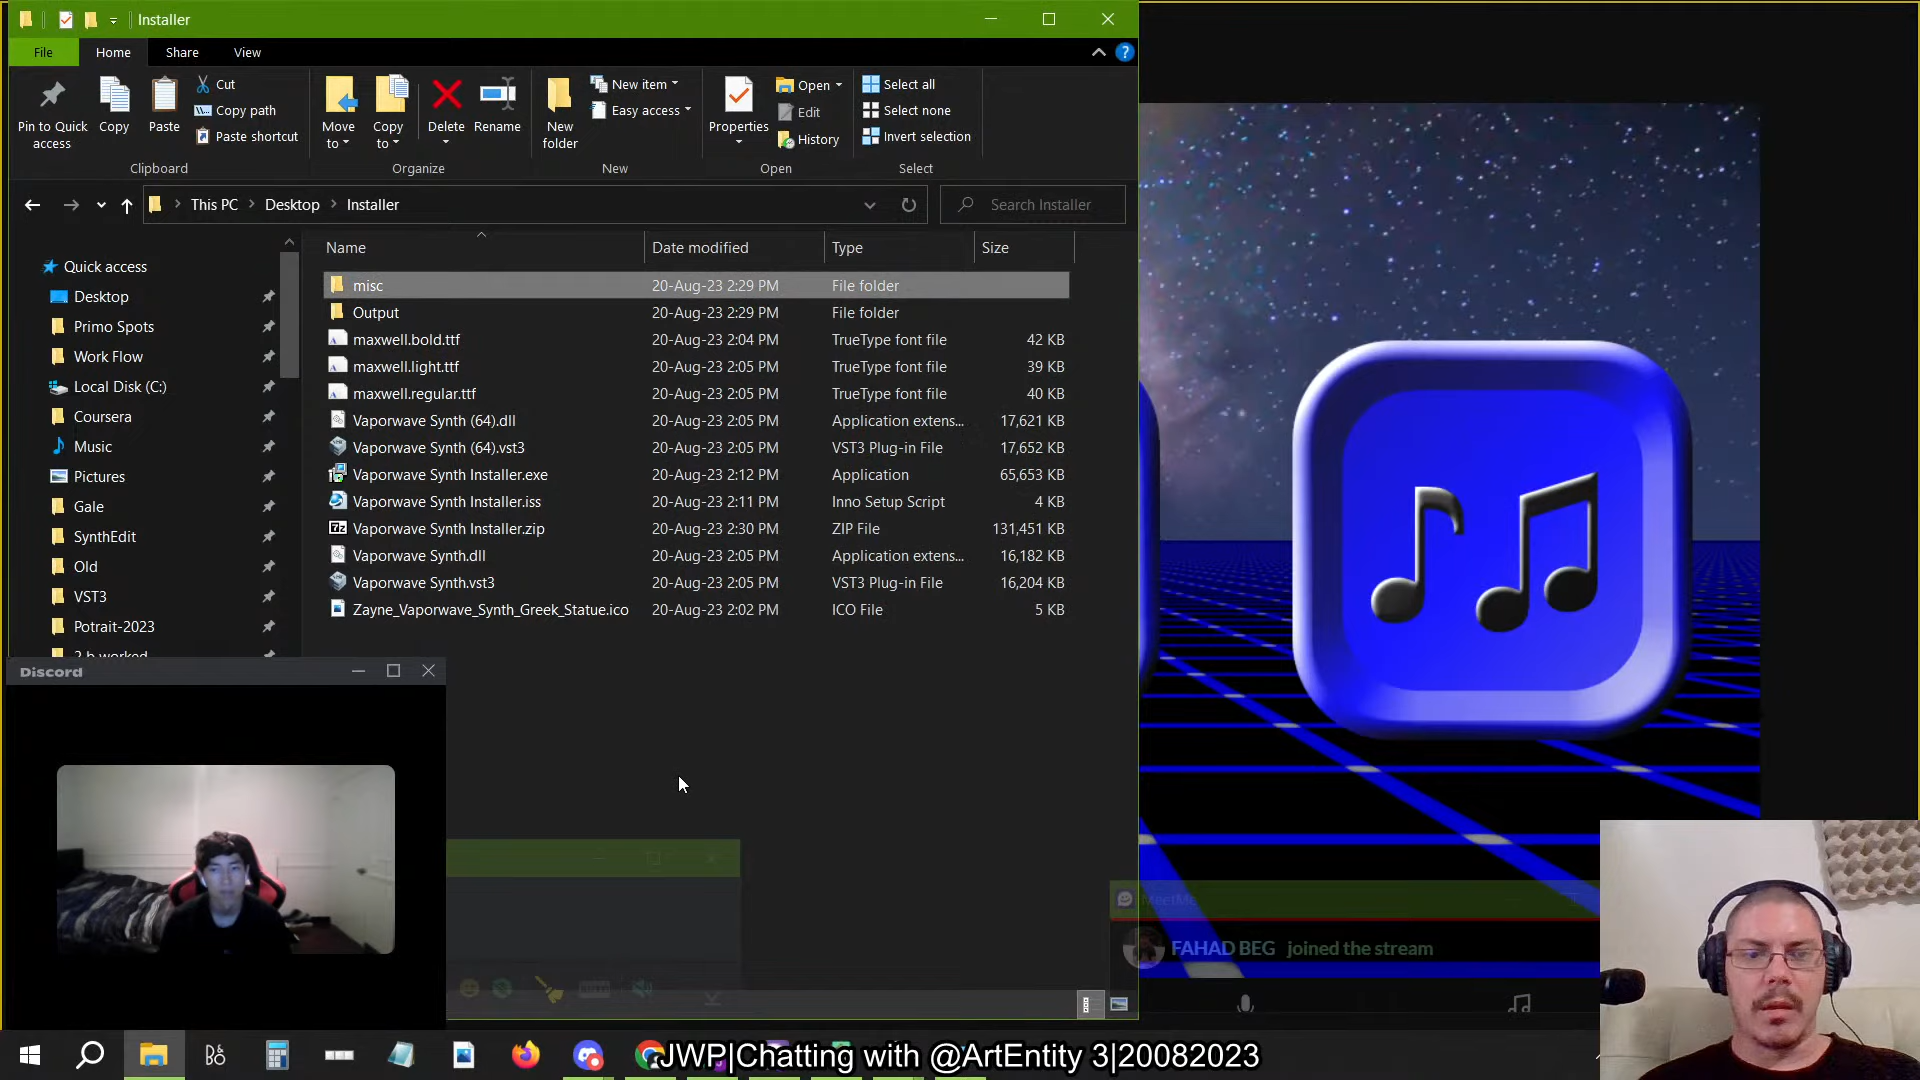 Installer
File Home Share View
Pin to Quick access
Copy
Paste
Cut
Copy path
Paste shortcut
Clipboard
Move to
Copy to
Delete
Rename
Organize
New folder
New item
Easy access
New
Properties
Open
Edit
History
Open
Select all
Select none
Invert selection
Select
This PC > Desktop > Installer
Search Installer
Name Date modified Type Size
misc 20-Aug-23 2:29 PM File folder
Output 20-Aug-23 2:29 PM File folder
maxwell.bold.ttf 20-Aug-23 2:04 PM TrueType font file 42 KB
maxwell.light.ttf 20-Aug-23 2:05 PM TrueType font file 39 KB
maxwell.regular.ttf 20-Aug-23 2:05 PM TrueType font file 40 KB
Vaporwave Synth (64).dll 20-Aug-23 2:05 PM Application extens... 17,621 KB
Vaporwave Synth (64).vst3 20-Aug-23 2:05 PM VST3 Plug-in File 17,652 KB
Vaporwave Synth Installer.exe 20-Aug-23 2:12 PM Application 65,653 KB
Vaporwave Synth Installer.iss 20-Aug-23 2:11 PM Inno Setup Script 4 KB
Vaporwave Synth Installer.zip 20-Aug-23 2:30 PM ZIP File 131,451 KB
Vaporwave Synth.dll 20-Aug-23 2:05 PM Application extens... 16,182 KB
Vaporwave Synth.vst3 20-Aug-23 2:05 PM VST3 Plug-in File 16,204 KB
Zayne_Vaporwave_Synth_Greek_Statue.ico 20-Aug-23 2:02 PM ICO File 5 KB
Quick access
Desktop
Primo Spots
Work Flow
Local Disk (C:)
Coursera
Music
Pictures
Gale
SynthEdit
Old
VST3
Potrait-2023
2 b worked
Discord
MeetMe
FAHAD BEG joined the stream
JWP|Chatting with @ArtEntity 3|20082023